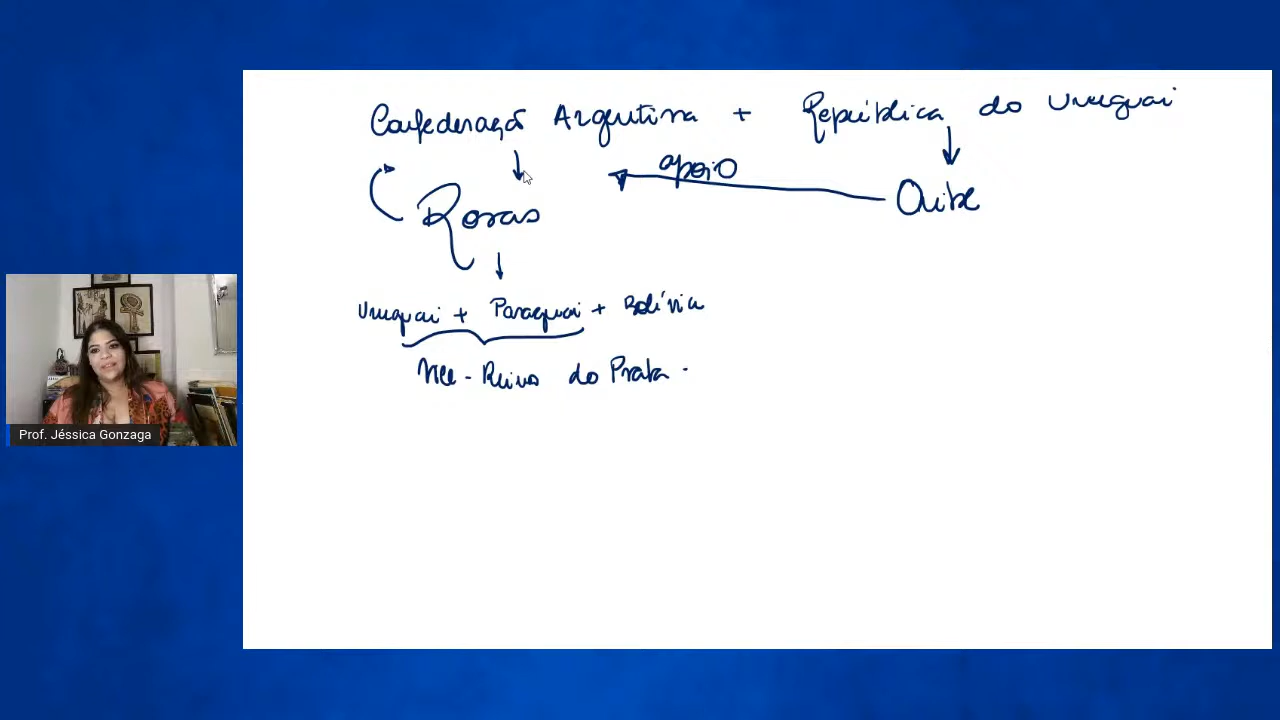 Confederação Argentina + República do Uruguai
apoio
Rosas
Oribe
Uruguai + Paraguai + Bolívia
Vice-Reino do Prata.
Prof. Jéssica Gonzaga